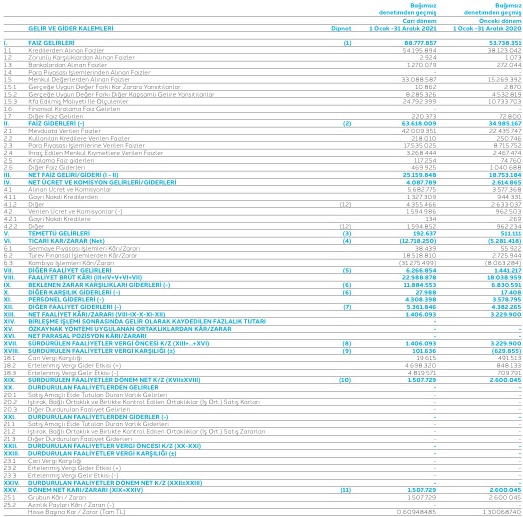 Bağımsız Bağımsız
denetimden geçmiş denetimden geçmiş
Cari dönem Önceki dönem
GELİR VE GİDER KALEMLERİ Dipnot 1 Ocak -31 Aralık 2021 1 Ocak -31 Aralık 2020
I. FAİZ GELİRLERİ (1) 88.777.857 53.738.351
1.1 Kredilerden Alınan Faizler 54.195.894 38.123.042
1.2 Zorunlu Karşılıklardan Alınan Faizler 2.924 1.073
1.3 Bankalardan Alınan Faizler 1.270.079 272.044
1.4 Para Piyasası İşlemlerinden Alınan Faizler - -
1.5 Menkul Değerlerden Alınan Faizler 33.088.587 15.269.392
1.5.1 Gerçeğe Uygun Değer Farkı Kar Zarara Yansıtılanlar 10.862 2.870
1.5.2 Gerçeğe Uygun Değer Farkı Diğer Kapsamlı Gelire Yansıtılanlar 8.285.326 4.532.819
1.5.3 İtfa Edilmiş Maliyeti İle Ölçülenler 24.792.399 10.733.703
1.6 Finansal Kiralama Faiz Gelirleri - -
1.7 Diğer Faiz Gelirleri 220.373 72.800
II. FAİZ GİDERLERİ (-) (2) 63.618.009 34.985.167
2.1 Mevduata Verilen Faizler 42.009.351 22.435.747
2.2 Kullanılan Kredilere Verilen Faizler 218.010 250.746
2.3 Para Piyasası İşlemlerine Verilen Faizler 17.535.025 8.715.752
2.4 İhraç Edilen Menkul Kıymetlere Verilen Faizler 3.268.444 2.467.474
2.5 Kiralama Faiz giderleri 117.254 74.760
2.6 Diğer Faiz Giderleri 469.925 1.040.688
III. NET FAİZ GELİRİ/GİDERİ (I - II) 25.159.848 18.753.184
IV. NET ÜCRET VE KOMİSYON GELİRLERİ/GİDERLERİ 4.087.789 2.614.865
4.1 Alınan Ücret ve Komisyonlar 5.682.775 3.577.368
4.1.1 Gayri Nakdi Kredilerden 1.327.309 944.331
4.1.2 Diğer (12) 4.355.466 2.633.037
4.2 Verilen Ücret ve Komisyonlar (-) 1.594.986 962.503
4.2.1 Gayri Nakdi Kredilere 134 269
4.2.2 Diğer (12) 1.594.852 962.234
V. TEMETTÜ GELİRLERİ (3) 192.637 511.111
VI. TİCARİ KAR/ZARAR (Net) (4) (12.718.250) (5.281.418)
6.1 Sermaye Piyasası İşlemleri Kârı/Zararı 38.439 55.922
6.2 Türev Finansal İşlemlerden Kâr/Zarar 18.518.810 2.725.944
6.3 Kambiyo İşlemleri Kârı/Zararı (31.275.499) (8.063.284)
VII. DİĞER FAALİYET GELİRLERİ (5) 6.266.854 1.441.217
VIII. FAALİYET BRÜT KÂRI (III+IV+V+VI+VII) 22.988.878 18.038.959
IX. BEKLENEN ZARAR KARŞILIKLARI GİDERLERİ (-) (6) 11.884.553 6.830.591
X. DİĞER KARŞILIK GİDERLERİ (-) (6) 27.988 17.408
XI. PERSONEL GİDERLERİ (-) 4.308.398 3.578.795
XII. DİĞER FAALİYET GİDERLERİ (-) (7) 5.361.846 4.382.265
XIII. NET FAALİYET KÂRI/ZARARI (VIII-IX-X-XI-XII) 1.406.093 3.229.900
XIV. BİRLEŞME İŞLEMİ SONRASINDA GELİR OLARAK KAYDEDİLEN FAZLALIK TUTARI - -
XV. ÖZKAYNAK YÖNTEMİ UYGULANAN ORTAKLIKLARDAN KÂR/ZARAR - -
XVI. NET PARASAL POZİSYON KÂRI/ZARARI - -
XVII. SÜRDÜRÜLEN FAALİYETLER VERGİ ÖNCESİ K/Z (XIII+...+XVI) (8) 1.406.093 3.229.900
XVIII. SÜRDÜRÜLEN FAALİYETLER VERGİ KARŞILIĞI (±) (9) 101.636 (629.855)
18.1 Cari Vergi Karşılığı 19.615 491.513
18.2 Ertelenmiş Vergi Gider Etkisi (+) 4.698.320 848.133
18.3 Ertelenmiş Vergi Gelir Etkisi (-) 4.819.571 709.791
XIX. SÜRDÜRÜLEN FAALİYETLER DÖNEM NET K/Z (XVII±XVIII) (10) 1.507.729 2.600.045
XX. DURDURULAN FAALİYETLERDEN GELİRLER - -
20.1 Satış Amaçlı Elde Tutulan Duran Varlık Gelirleri - -
20.2 İştirak, Bağlı Ortaklık ve Birlikte Kontrol Edilen Ortaklıklar (İş Ort.) Satış Karları - -
20.3 Diğer Durdurulan Faaliyet Gelirleri - -
XXI. DURDURULAN FAALİYETLERDEN GİDERLER (-) - -
21.1 Satış Amaçlı Elde Tutulan Duran Varlık Giderleri - -
21.2 İştirak, Bağlı Ortaklık ve Birlikte Kontrol Edilen Ortaklıklar (İş Ort.) Satış Zararları - -
21.3 Diğer Durdurulan Faaliyet Giderleri - -
XXII. DURDURULAN FAALİYETLER VERGİ ÖNCESİ K/Z (XX-XXI) - -
XXIII. DURDURULAN FAALİYETLER VERGİ KARŞILIĞI (±) - -
23.1 Cari Vergi Karşılığı - -
23.2 Ertelenmiş Vergi Gider Etkisi (+) - -
23.3 Ertelenmiş Vergi Gelir Etkisi (-) - -
XXIV. DURDURULAN FAALİYETLER DÖNEM NET K/Z (XXII±XXIII) - -
XXV. DÖNEM NET KARI/ZARARI (XIX+XXIV) (11) 1.507.729 2.600.045
25.1 Grubun Kârı / Zararı 1.507.729 2.600.045
25.2 Azınlık Payları Kârı / Zararı (-) - -
Hisse Başına Kâr / Zarar (Tam TL) 0,60948485 1,30068740